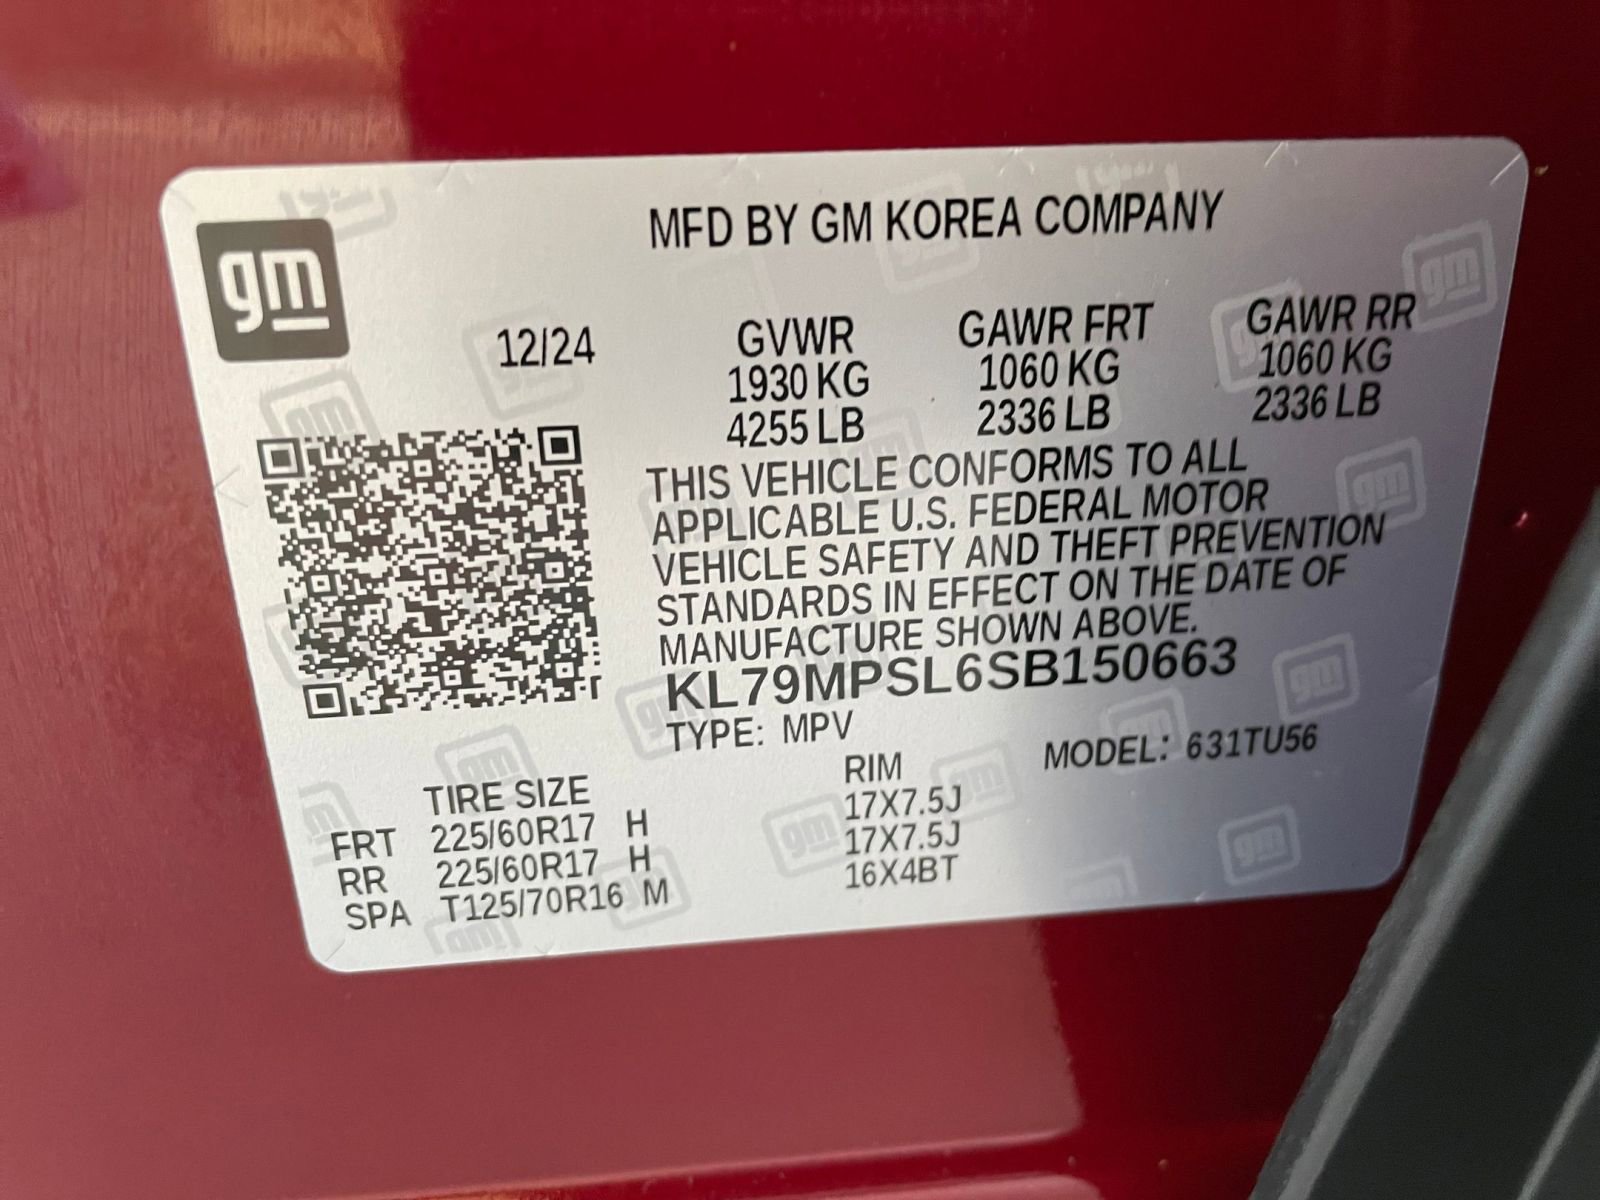 gm
MFD BY GM KOREA COMPANY
12/24 GVWR GAWR FRT GAWR RR
1930 KG 1060 KG 1060 KG
4255 LB 2336 LB 2336 LB
THIS VEHICLE CONFORMS TO ALL
APPLICABLE U.S. FEDERAL MOTOR
VEHICLE SAFETY AND THEFT PREVENTION
STANDARDS IN EFFECT ON THE DATE OF
MANUFACTURE SHOWN ABOVE.
KL79MPSL6SB150663
TYPE: MPV MODEL: 631TU56
TIRE SIZE RIM
FRT 225/60R17 H 17X7.5J
RR 225/60R17 H 17X7.5J
SPA T125/70R16 M 16X4BT